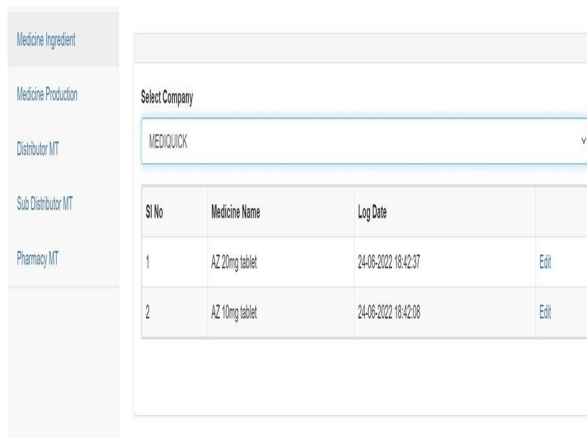 Medicine Ingredient
Medicine Production
Distributor MT
Sub Distributor MT
Pharmacy MT
Select Company
MEDIQUICK
Sl No Medicine Name Log Date
1 AZ 20mg tablet 24-06-2022 18:42:37 Edit
2 AZ 10mg tablet 24-06-2022 18:42:08 Edit